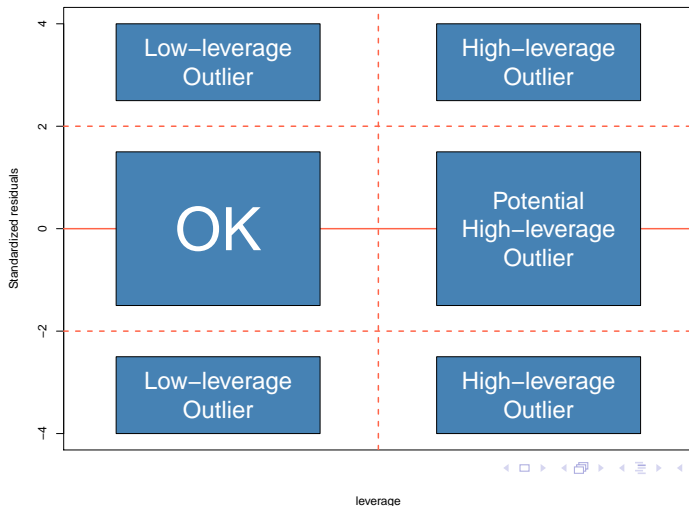 4
Low−leverage
Outlier
High−leverage
Outlier
2
Standardized residuals
0
OK
Potential
High−leverage
Outlier
−2
Low−leverage
Outlier
High−leverage
Outlier
−4
leverage